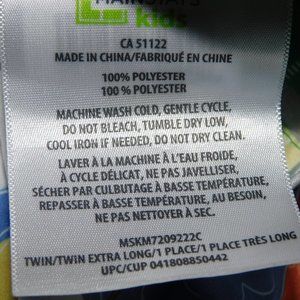 MAINSTAYS
kids
CA 51122
MADE IN CHINA/FABRIQUÉ EN CHINE
100% POLYESTER
100 % POLYESTER
MACHINE WASH COLD, GENTLE CYCLE,
DO NOT BLEACH, TUMBLE DRY LOW,
COOL IRON IF NEEDED, DO NOT DRY CLEAN.
LAVER À LA MACHINE À L'EAU FROIDE,
À CYCLE DÉLICAT, NE PAS JAVELLISER,
SÉCHER PAR CULBUTAGE À BASSE TEMPÉRATURE,
REPASSER À BASSE TEMPÉRATURE, AU BESOIN,
NE PAS NETTOYER À SEC.
MSKM7209222C
TWIN/TWIN EXTRA LONG/1 PLACE/1 PLACE TRÈS LONG
UPC/CUP 041808850442